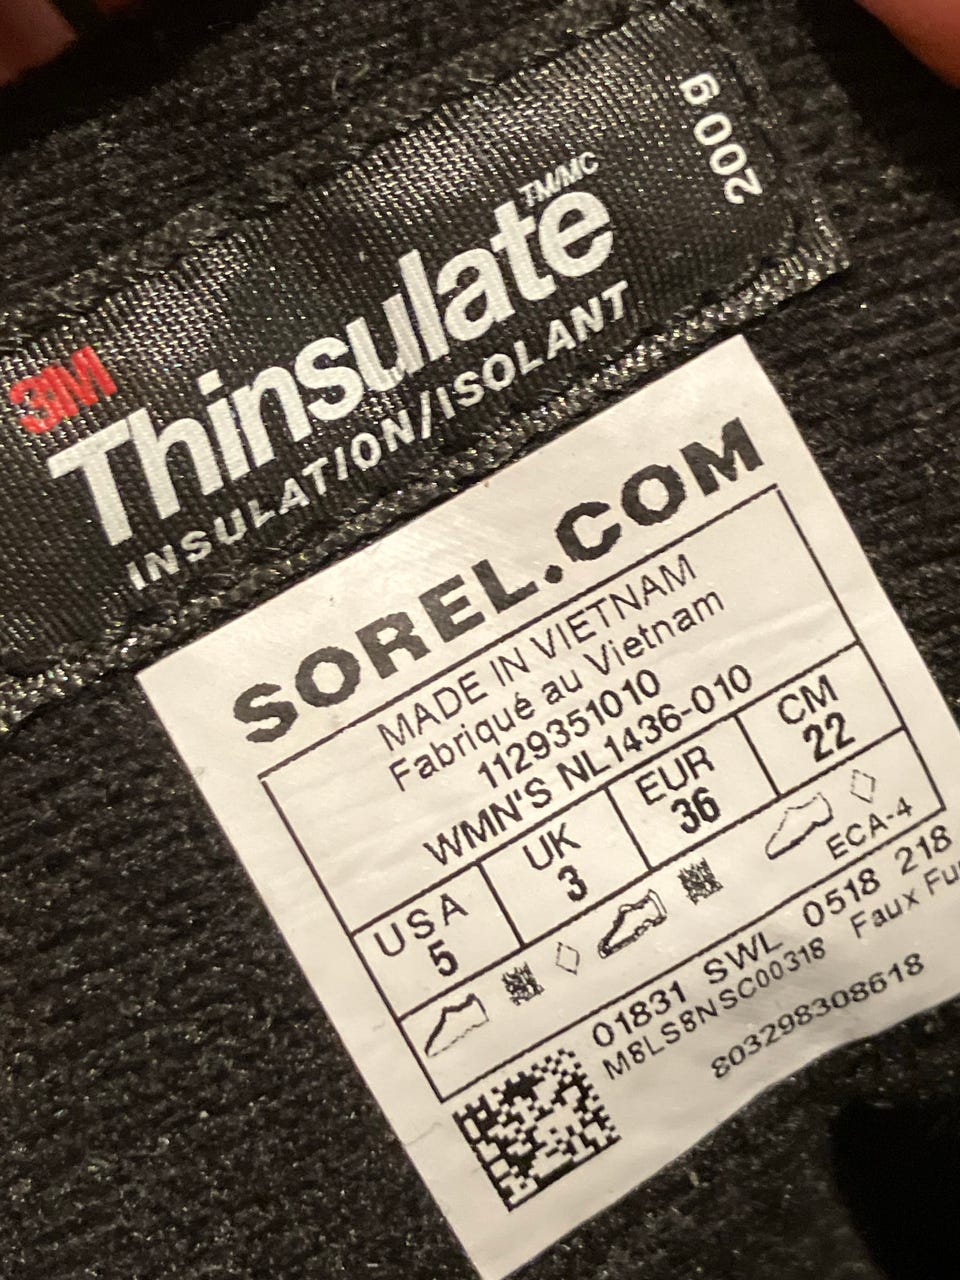 200g
3M
Thinsulate TM/MC
INSULATION/ISOLANT
SOREL.COM
MADE IN VIETNAM
Fabriqué au Vietnam
1129351010
WMN'S NL1436-010
USA UK EUR CM
5 3 36 22
ECA-4
01831 SWL 0518 218
M8LS8NSC00318 Faux Fur
803298308618